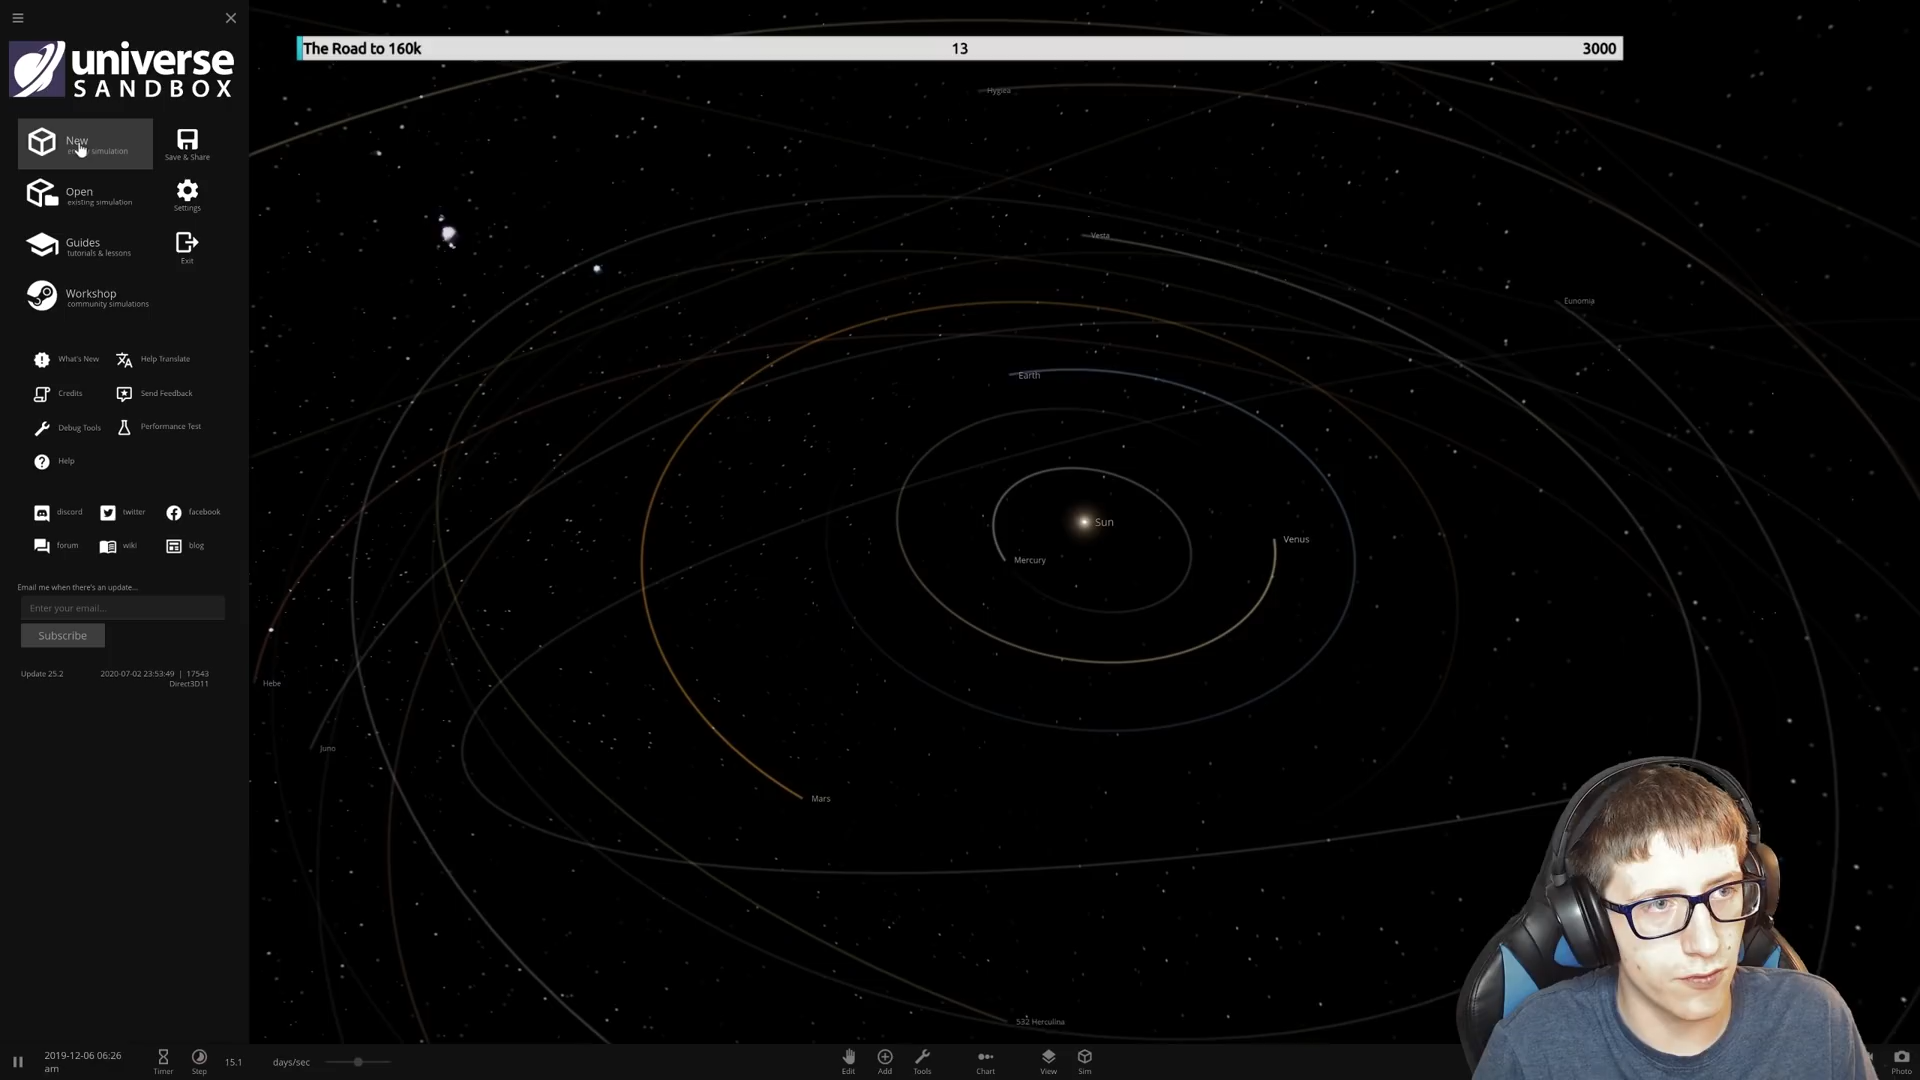 universe
SANDBOX
The Road to 160k 13 3000
New
simulation
Save & Share
Open
existing simulation
Settings
Guides
tutorials & lessons
Exit
Workshop
community simulations
What's New
Help Translate
Credits
Send Feedback
Debug Tools
Performance Test
Help
discord
twitter
facebook
forum
wiki
blog
Email me when there's an update...
Enter your email...
Subscribe
Update 25.2
2020-07-02 23:53:49 | 17543
Direct3D11
Hygiea
Vesta
Eunomia
Earth
Sun
Venus
Mercury
Hebe
Juno
Mars
532 Herculina
2019-12-06 06:26
am
Timer
Step
15.1
days/sec
Edit
Add
Tools
Chart
View
Sim
Photo